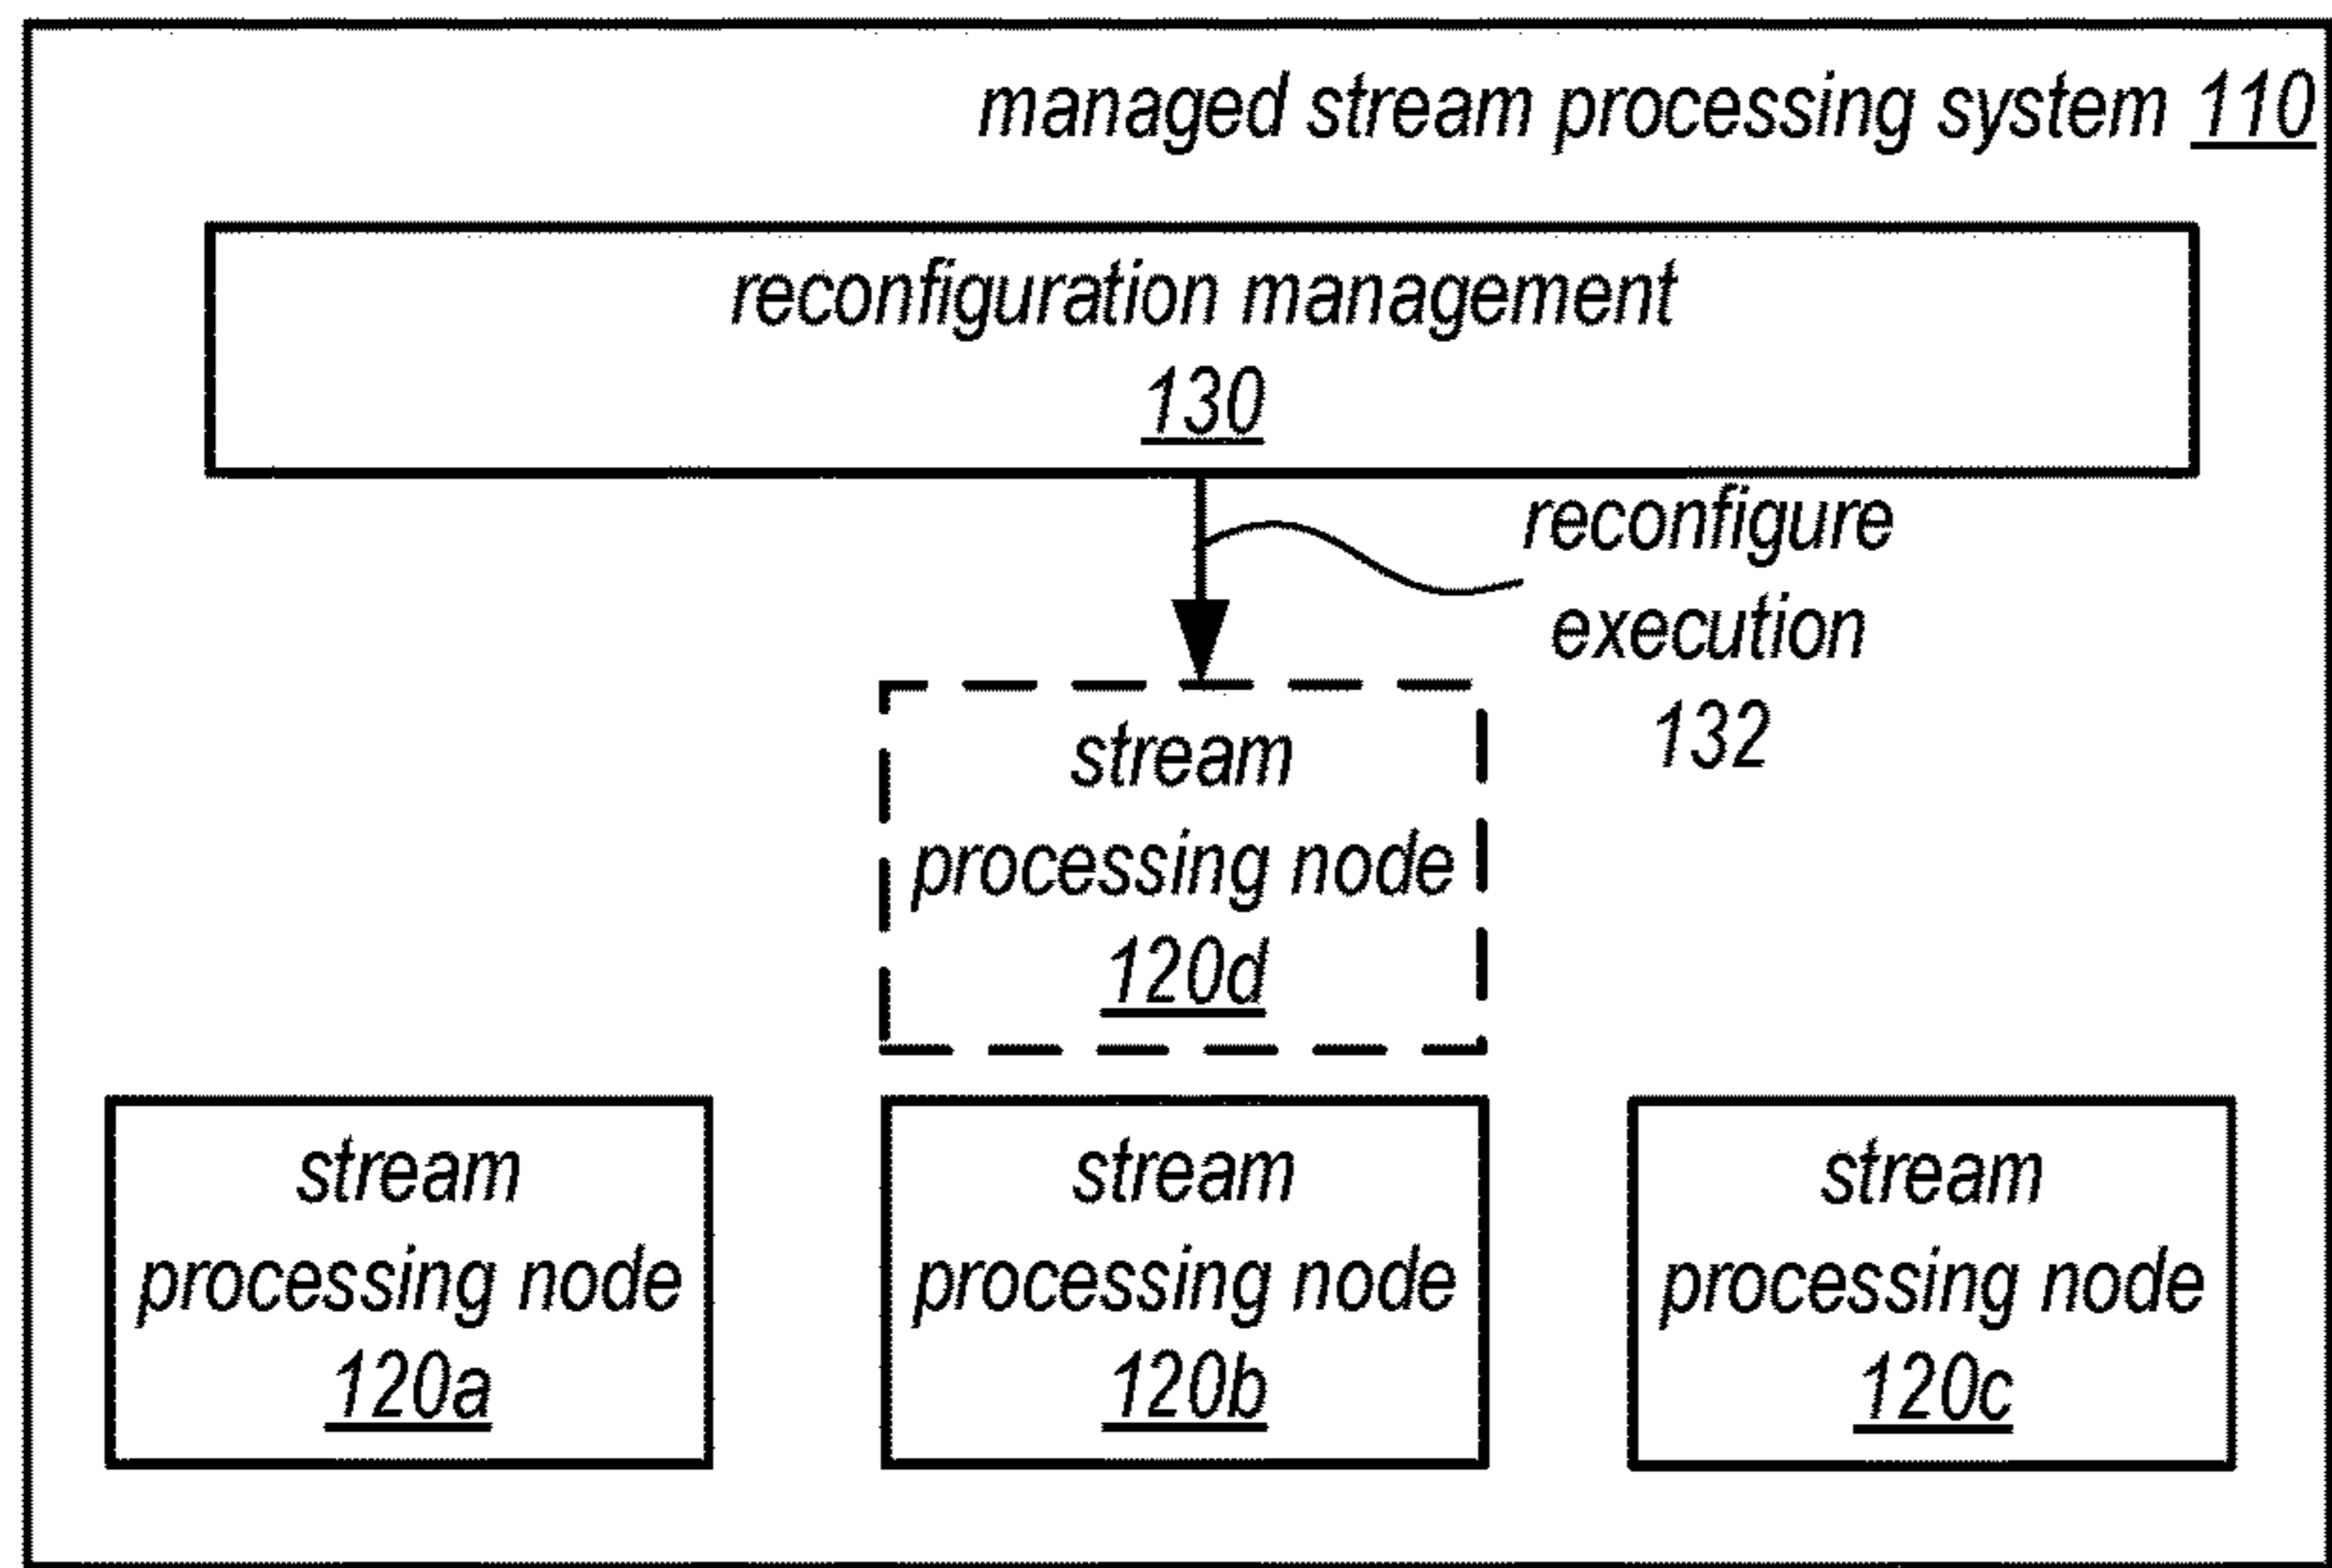 managed stream processing system 110
reconfiguration management
130
reconfigure
execution
132
stream
processing node
120d
stream
processing node
120a
stream
processing node
120b
stream
processing node
120c